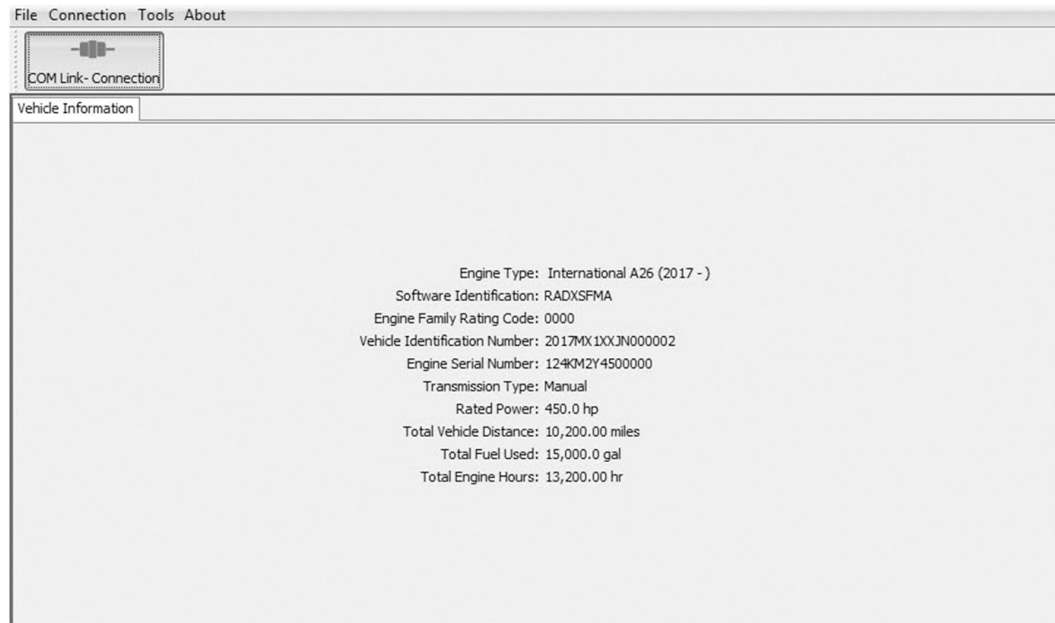 File Connection Tools About
COM Link- Connection
Vehicle Information
Engine Type: International A26 (2017 - )
Software Identification: RADXSFMA
Engine Family Rating Code: 0000
Vehicle Identification Number: 2017MX1XXJN000002
Engine Serial Number: 124KM2Y4500000
Transmission Type: Manual
Rated Power: 450.0 hp
Total Vehicle Distance: 10,200.00 miles
Total Fuel Used: 15,000.0 gal
Total Engine Hours: 13,200.00 hr